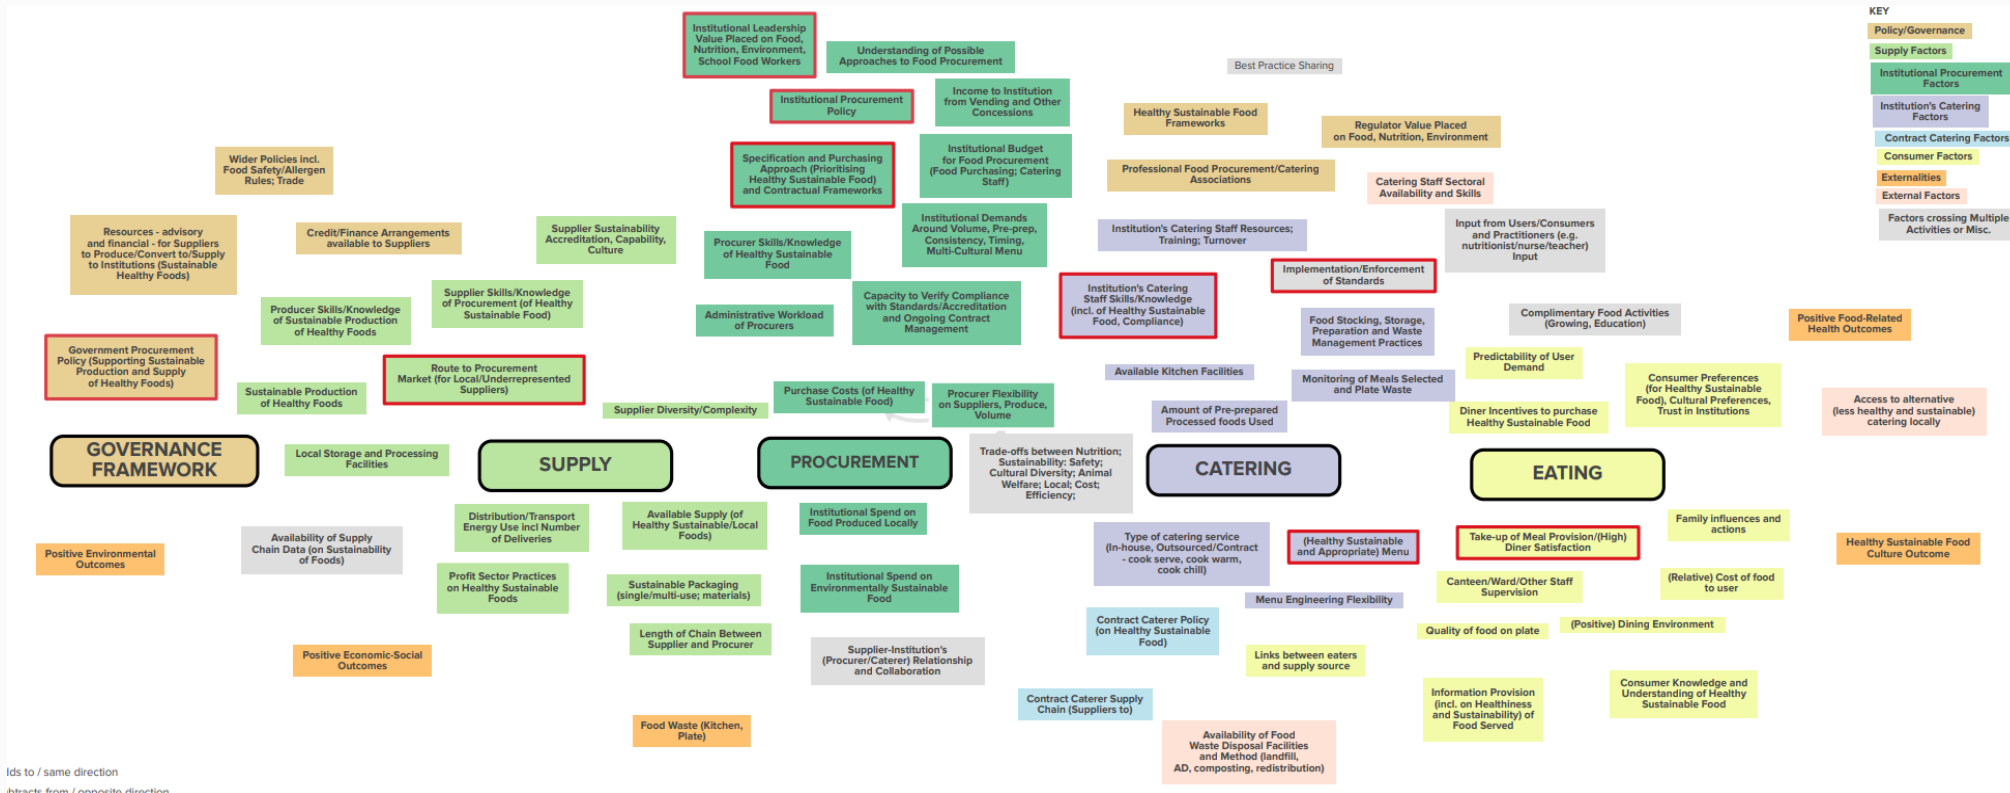 Institutional Leadership
Value Placed on Food,
Nutrition, Environment,
School Food Workers
Understanding of Possible
Approaches to Food Procurement
Best Practice Sharing
KEY
Policy/Governance
Supply Factors
Institutional Procurement
Factors
Institution's Catering
Factors
Contract Catering Factors
Consumer Factors
Externalities
External Factors
Factors crossing Multiple
Activities or Misc.
Institutional Procurement
Policy
Income to Institution
from Vending and Other
Concessions
Healthy Sustainable Food
Frameworks
Regulator Value Placed
on Food, Nutrition, Environment
Wider Policies incl.
Food Safety/Allergen
Rules; Trade
Specification and Purchasing
Approach (Prioritising
Healthy Sustainable Food)
and Contractual Frameworks
Institutional Budget
for Food Procurement
(Food Purchasing; Catering
Staff)
Professional Food Procurement/Catering
Associations
Catering Staff Sectoral
Availability and Skills
Resources - advisory
and financial - for Suppliers
to Produce/Convert to/Supply
to Institutions (Sustainable
Healthy Foods)
Credit/Finance Arrangements
available to Suppliers
Supplier Sustainability
Accreditation, Capability,
Culture
Procurer Skills/Knowledge
of Healthy Sustainable
Food
Institutional Demands
Around Volume, Pre-prep,
Consistency, Timing,
Multi-Cultural Menu
Institution's Catering Staff Resources;
Training; Turnover
Input from Users/Consumers
and Practitioners (e.g.
nutritionist/nurse/teacher)
Input
Implementation/Enforcement
of Standards
Producer Skills/Knowledge
of Sustainable Production
of Healthy Foods
Supplier Skills/Knowledge
of Procurement (of Healthy
Sustainable Food)
Administrative Workload
of Procurers
Capacity to Verify Compliance
with Standards/Accreditation
and Ongoing Contract
Management
Institution's Catering
Staff Skills/Knowledge
(incl. of Healthy Sustainable
Food, Compliance)
Food Stocking, Storage,
Preparation and Waste
Management Practices
Complimentary Food Activities
(Growing, Education)
Positive Food-Related
Health Outcomes
Government Procurement
Policy (Supporting Sustainable
Production and Supply
of Healthy Foods)
Sustainable Production
of Healthy Foods
Route to Procurement
Market (for Local/Underrepresented
Suppliers)
Supplier Diversity/Complexity
Purchase Costs (of Healthy
Sustainable Food)
Procurer Flexibility
on Suppliers, Produce,
Volume
Available Kitchen Facilities
Monitoring of Meals Selected
and Plate Waste
Amount of Pre-prepared
Processed foods Used
Predictability of User
Demand
Diner Incentives to purchase
Healthy Sustainable Food
Consumer Preferences
(for Healthy Sustainable
Food), Cultural Preferences,
Trust in Institutions
Access to alternative
(less healthy and sustainable)
catering locally
GOVERNANCE
FRAMEWORK
Local Storage and Processing
Facilities
SUPPLY
PROCUREMENT
Trade-offs between Nutrition;
Sustainability: Safety;
Cultural Diversity; Animal
Welfare; Local; Cost;
Efficiency;
CATERING
EATING
Positive Environmental
Outcomes
Availability of Supply
Chain Data (on Sustainability
of Foods)
Distribution/Transport
Energy Use incl Number
of Deliveries
Available Supply (of
Healthy Sustainable/Local
Foods)
Institutional Spend on
Food Produced Locally
Type of catering service
(In-house, Outsourced/Contract
- cook serve, cook warm,
cook chill)
(Healthy Sustainable
and Appropriate) Menu
Take-up of Meal Provision/(High)
Diner Satisfaction
Family influences and
actions
Healthy Sustainable Food
Culture Outcome
Profit Sector Practices
on Healthy Sustainable
Foods
Sustainable Packaging
(single/multi-use; materials)
Institutional Spend on
Environmentally Sustainable
Food
Menu Engineering Flexibility
Canteen/Ward/Other Staff
Supervision
(Relative) Cost of food
to user
Positive Economic-Social
Outcomes
Length of Chain Between
Supplier and Procurer
Supplier-Institution's
(Procurer/Caterer) Relationship
and Collaboration
Contract Caterer Policy
(on Healthy Sustainable
Food)
Quality of food on plate
(Positive) Dining Environment
Links between eaters
and supply source
Contract Caterer Supply
Chain (Suppliers to)
Information Provision
(incl. on Healthiness
and Sustainability) of
Food Served
Consumer Knowledge and
Understanding of Healthy
Sustainable Food
Food Waste (Kitchen,
Plate)
Availability of Food
Waste Disposal Facilities
and Method (landfill,
AD, composting, redistribution)
lds to / same direction
btracts from / opposite direction